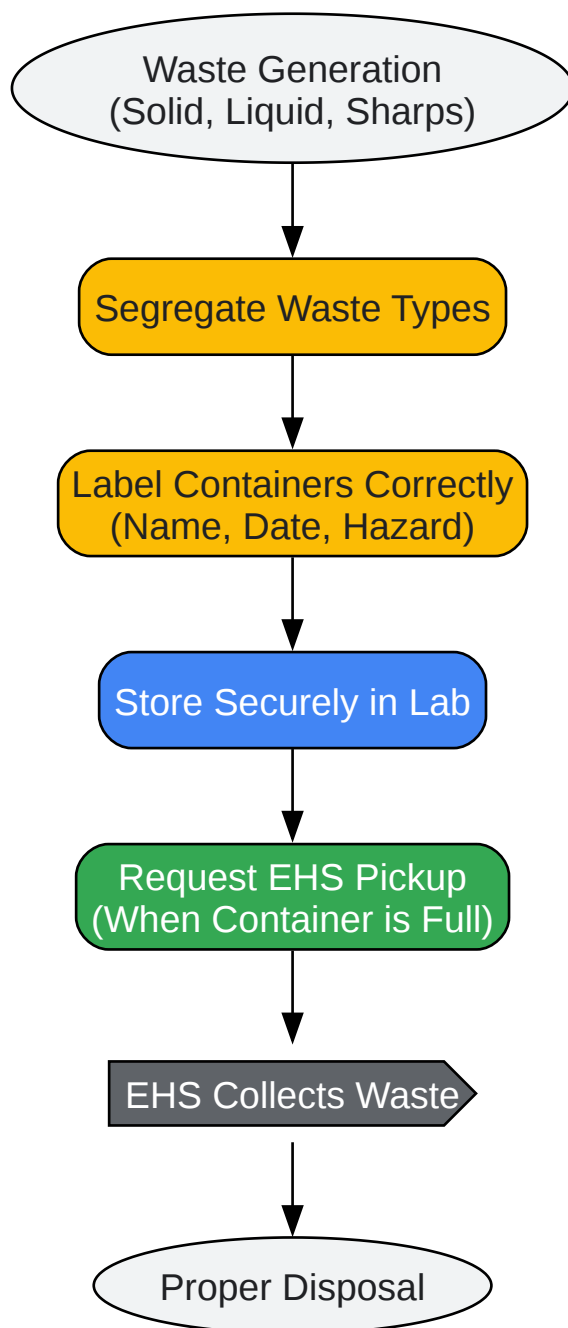 Waste Generation
(Solid, Liquid, Sharps)
Segregate Waste Types
Label Containers Correctly
(Name, Date, Hazard)
Store Securely in Lab
Request EHS Pickup
(When Container is Full)
EHS Collects Waste
Proper Disposal